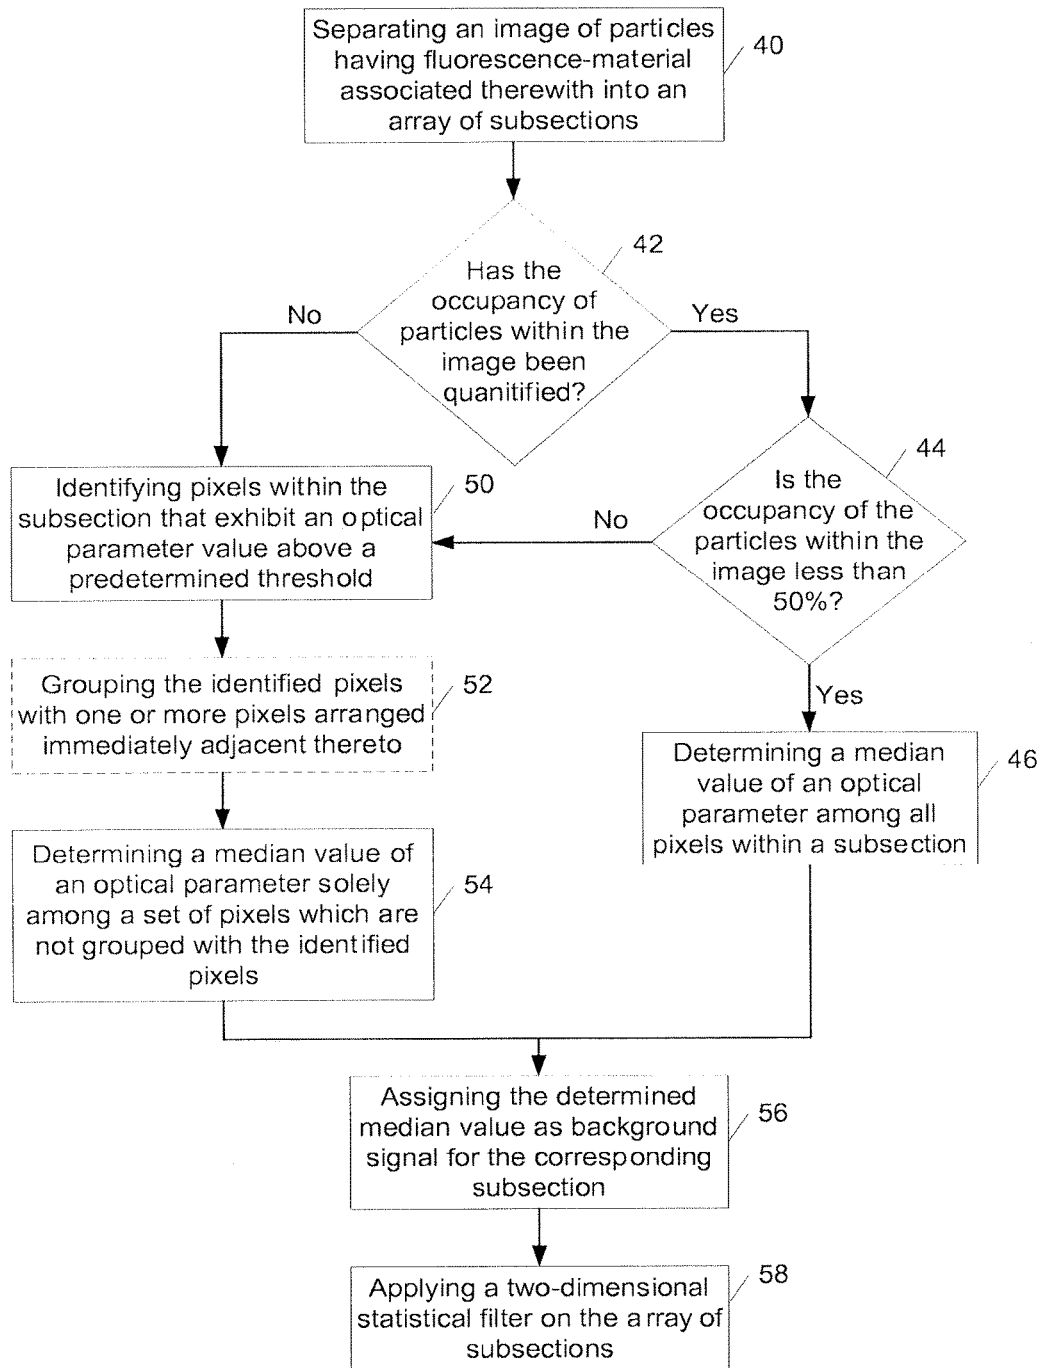 Separating an image of particles
having fluorescence-material
associated therewith into an
array of subsections
40
Has the
occupancy of
particles within the
image been
quanitified?
42
No
Yes
Is the
occupancy of the
particles within the
image less than
50%?
44
No
Yes
Identifying pixels within the
subsection that exhibit an optical
parameter value above a
predetermined threshold
50
Grouping the identified pixels
with one or more pixels arranged
immediately adjacent thereto
52
Determining a median
value of an optical
parameter among all
pixels within a subsection
46
Determining a median value of
an optical parameter solely
among a set of pixels which are
not grouped with the identified
pixels
54
Assigning the determined
median value as background
signal for the corresponding
subsection
56
Applying a two-dimensional
statistical filter on the array of
subsections
58